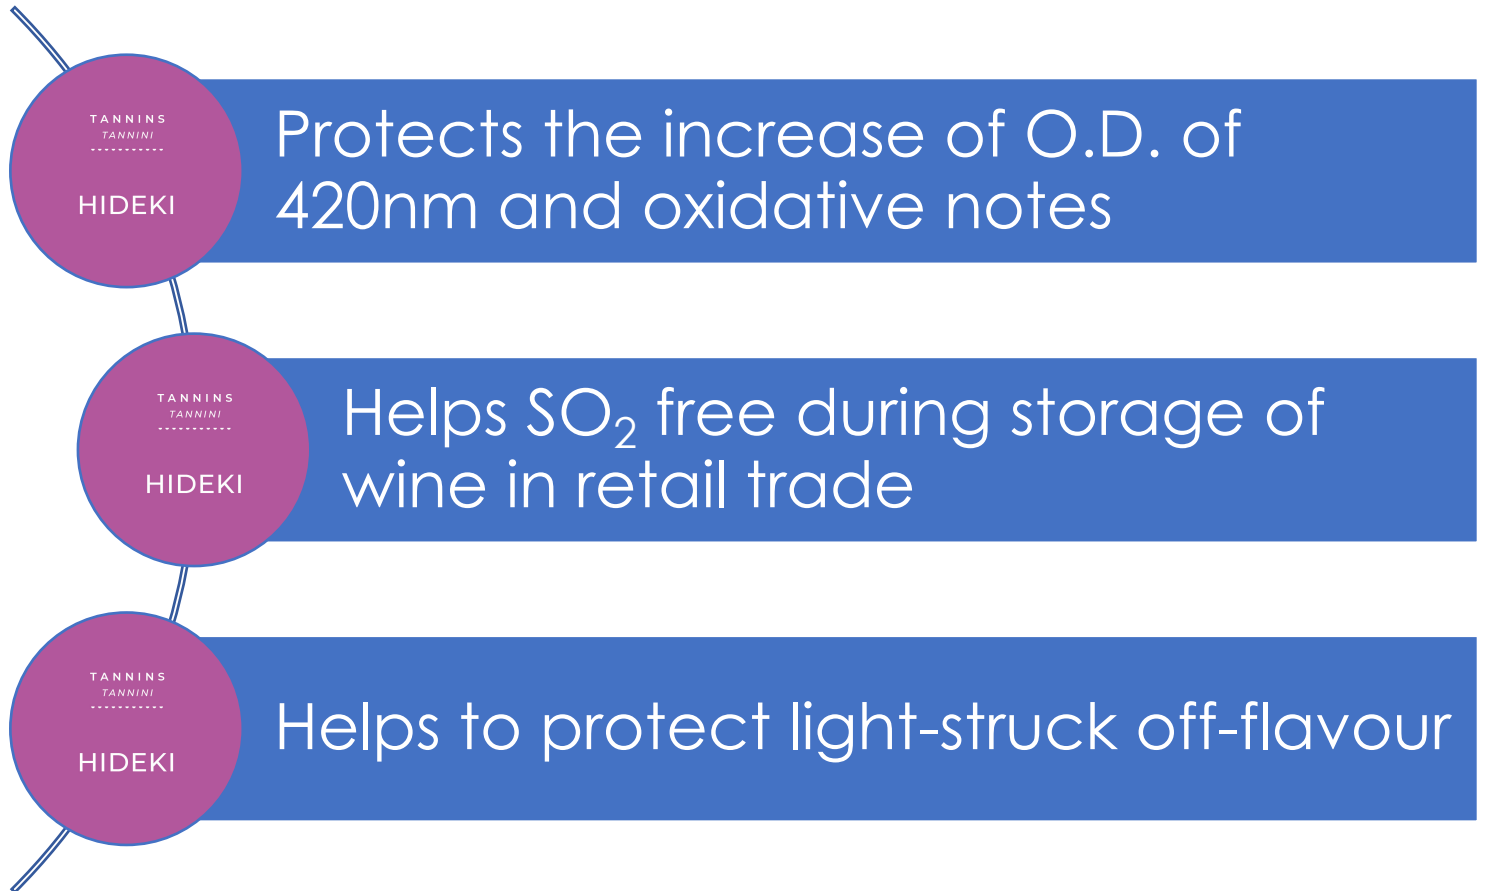 TANNINS
TANNINI
-----------
HIDEKI
Protects the increase of O.D. of
420nm and oxidative notes
TANNINS
TANNINI
-----------
HIDEKI
Helps SO₂ free during storage of
wine in retail trade
TANNINS
TANNINI
-----------
HIDEKI
Helps to protect light-struck off-flavour